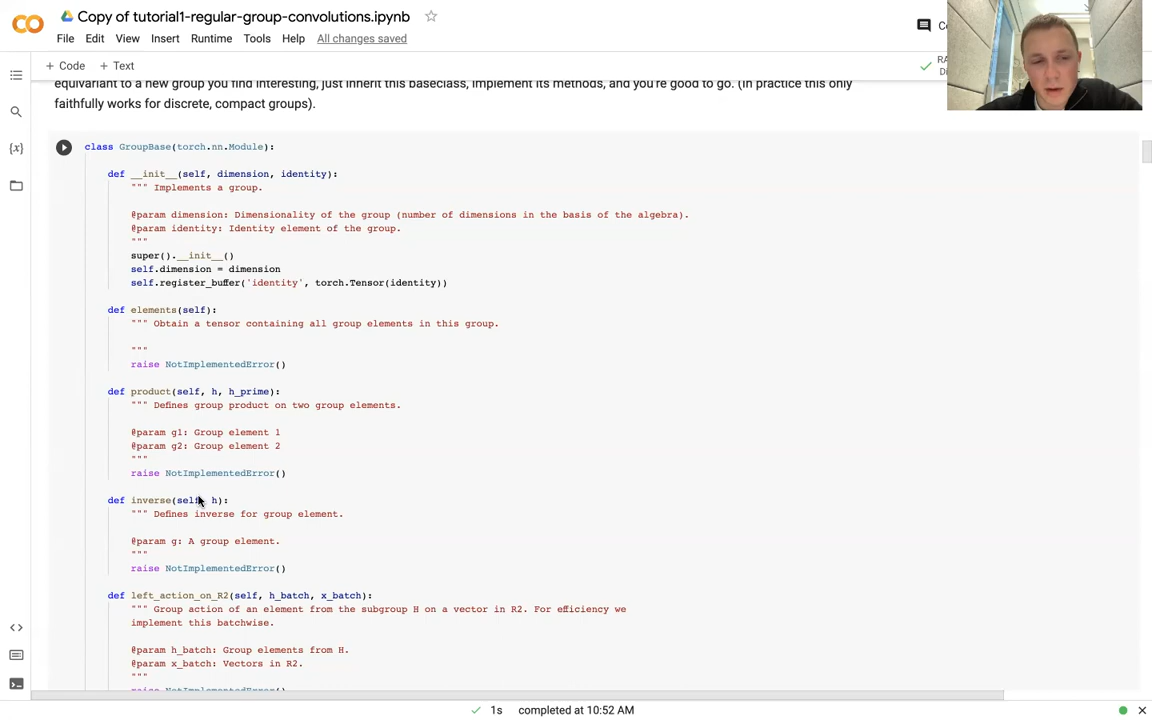 Copy of tutorial1-regular-group-convolutions.ipynb
File Edit View Insert Runtime Tools Help All changes saved
+ Code + Text
equivariant to a new group you find interesting, just inherit this baseclass, implement its methods, and you're good to go. (In practice this only
faithfully works for discrete, compact groups).
class GroupBase(torch.nn.Module):
def __init__(self, dimension, identity):
""" Implements a group.
@param dimension: Dimensionality of the group (number of dimensions in the basis of the algebra).
@param identity: Identity element of the group.
"""
super().__init__()
self.dimension = dimension
self.register_buffer('identity', torch.Tensor(identity))
def elements(self):
""" Obtain a tensor containing all group elements in this group.
"""
raise NotImplementedError()
def product(self, h, h_prime):
""" Defines group product on two group elements.
@param g1: Group element 1
@param g2: Group element 2
"""
raise NotImplementedError()
def inverse(self, h):
""" Defines inverse for group element.
@param g: A group element.
"""
raise NotImplementedError()
def left_action_on_R2(self, h_batch, x_batch):
""" Group action of an element from the subgroup H on a vector in R2. For efficiency we
implement this batchwise.
@param h_batch: Group elements from H.
@param x_batch: Vectors in R2.
"""
raise NotImplementedError()
1s completed at 10:52 AM